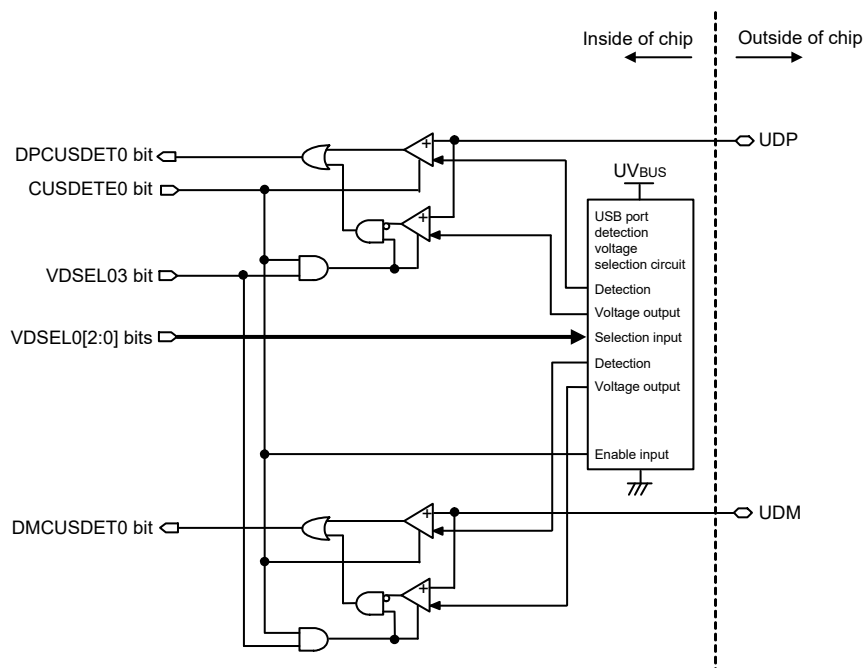 Inside of chip
Outside of chip
DPCUSDET0 bit
+
UDP
CUSDETE0 bit
UVBUS
+
USB port
detection
voltage
selection circuit
VDSEL03 bit
Detection
Voltage output
VDSEL0[2:0] bits
Selection input
Detection
Voltage output
Enable input
DMCUSDET0 bit
+
UDM
+